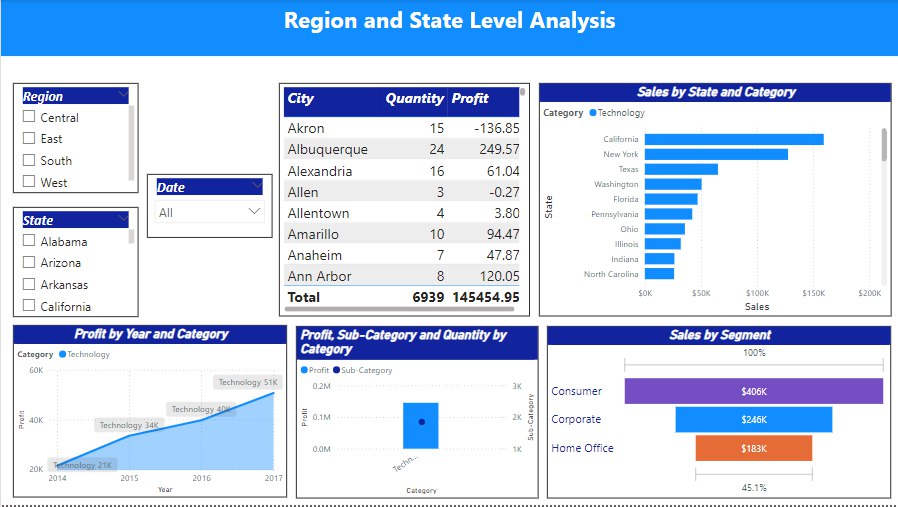 Region and State Level Analysis
Region
Central
East
South
West
State
Alabama
Arizona
Arkansas
California
Date
All
City Quantity Profit
Akron 15 -136.85
Albuquerque 24 249.57
Alexandria 16 61.04
Allen 3 -0.27
Allentown 4 3.80
Amarillo 10 94.47
Anaheim 7 47.87
Ann Arbor 8 120.05
Total 6939 145454.95
Sales by State and Category
Category Technology
State
California
New York
Texas
Washington
Florida
Pennsylvania
Ohio
Illinois
Indiana
North Carolina
$0K $50K $100K $150K $200K
Sales
Profit by Year and Category
Category Technology
Profit
60K
40K
20K
Technology 21K
Technology 34K
Technology 40K
Technology 51K
2014 2015 2016 2017
Year
Profit, Sub-Category and Quantity by
Category
Profit Sub-Category
Profit
0.2M
0.1M
0.0M
3K
2K
1K
Sub-Category
Techn...
Category
Sales by Segment
100%
Consumer $406K
Corporate $246K
Home Office $183K
45.1%